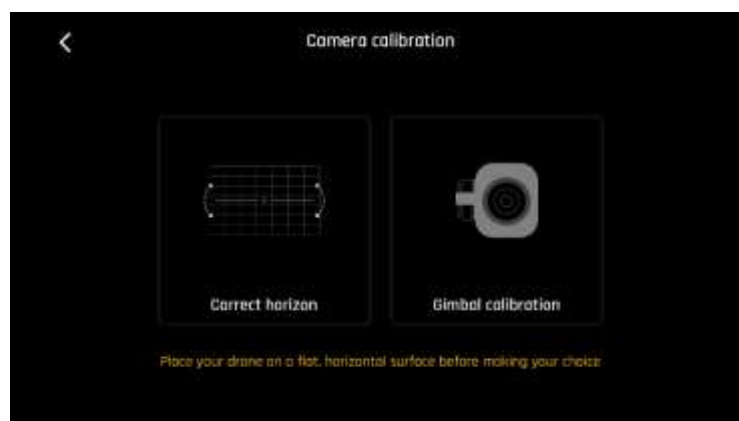 Camera calibration
Correct horizon
Gimbal calibration
Place your drone on a flat, horizontal surface before making your choice